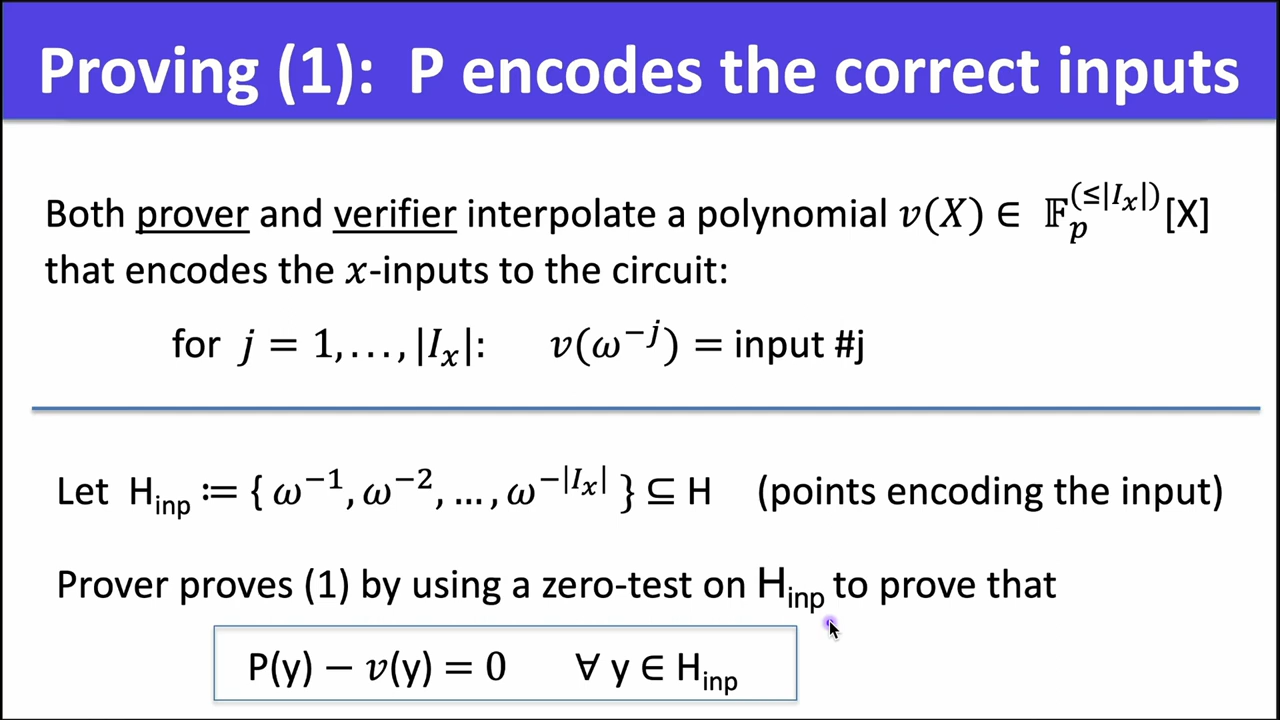 Proving (1): P encodes the correct inputs
Both prover and verifier interpolate a polynomial 𝑣(𝑋) ∈ 𝔽ₚ^(≤|𝐼ₓ|)[X]
that encodes the 𝑥-inputs to the circuit:
for 𝑗 = 1,…,|𝐼ₓ|: 𝑣(𝜔^−𝑗) = input #j
Let H_inp ≔ { 𝜔^−1, 𝜔^−2, …, 𝜔^−|𝐼ₓ| } ⊆ H (points encoding the input)
Prover proves (1) by using a zero-test on H_inp to prove that
P(y) − 𝑣(y) = 0 ∀ y ∈ H_inp